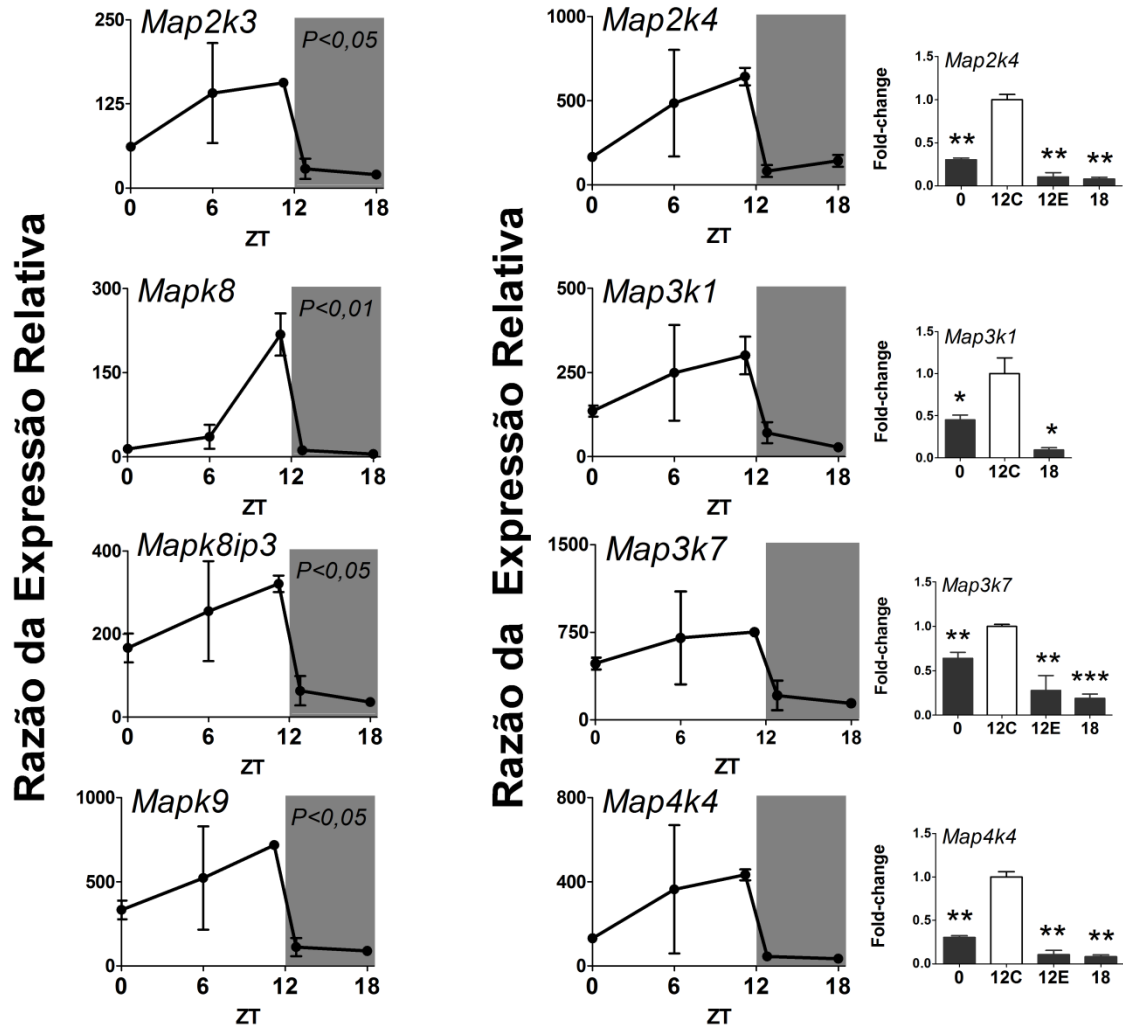 Razão da Expressão Relativa
Map2k3
P<0,05
250
125
0
0 6 12 18
ZT
Mapk8
P<0,01
300
150
0
0 6 12 18
ZT
Mapk8ip3
P<0,05
400
200
0
0 6 12 18
ZT
Mapk9
P<0,05
1000
500
0
0 6 12 18
ZT
Razão da Expressão Relativa
Map2k4
1000
500
0
0 6 12 18
ZT
Map2k4
Fold-change
1.5
1.0
0.5
0.0
** ** **
0 12C 12E 18
Map3k1
500
250
0
0 6 12 18
ZT
Map3k1
Fold-change
1.5
1.0
0.5
0.0
* *
0 12C 18
Map3k7
1500
750
0
0 6 12 18
ZT
Map3k7
Fold-change
1.5
1.0
0.5
0.0
** ** ***
0 12C 12E 18
Map4k4
800
400
0
0 6 12 18
ZT
Map4k4
Fold-change
1.5
1.0
0.5
0.0
** ** **
0 12C 12E 18